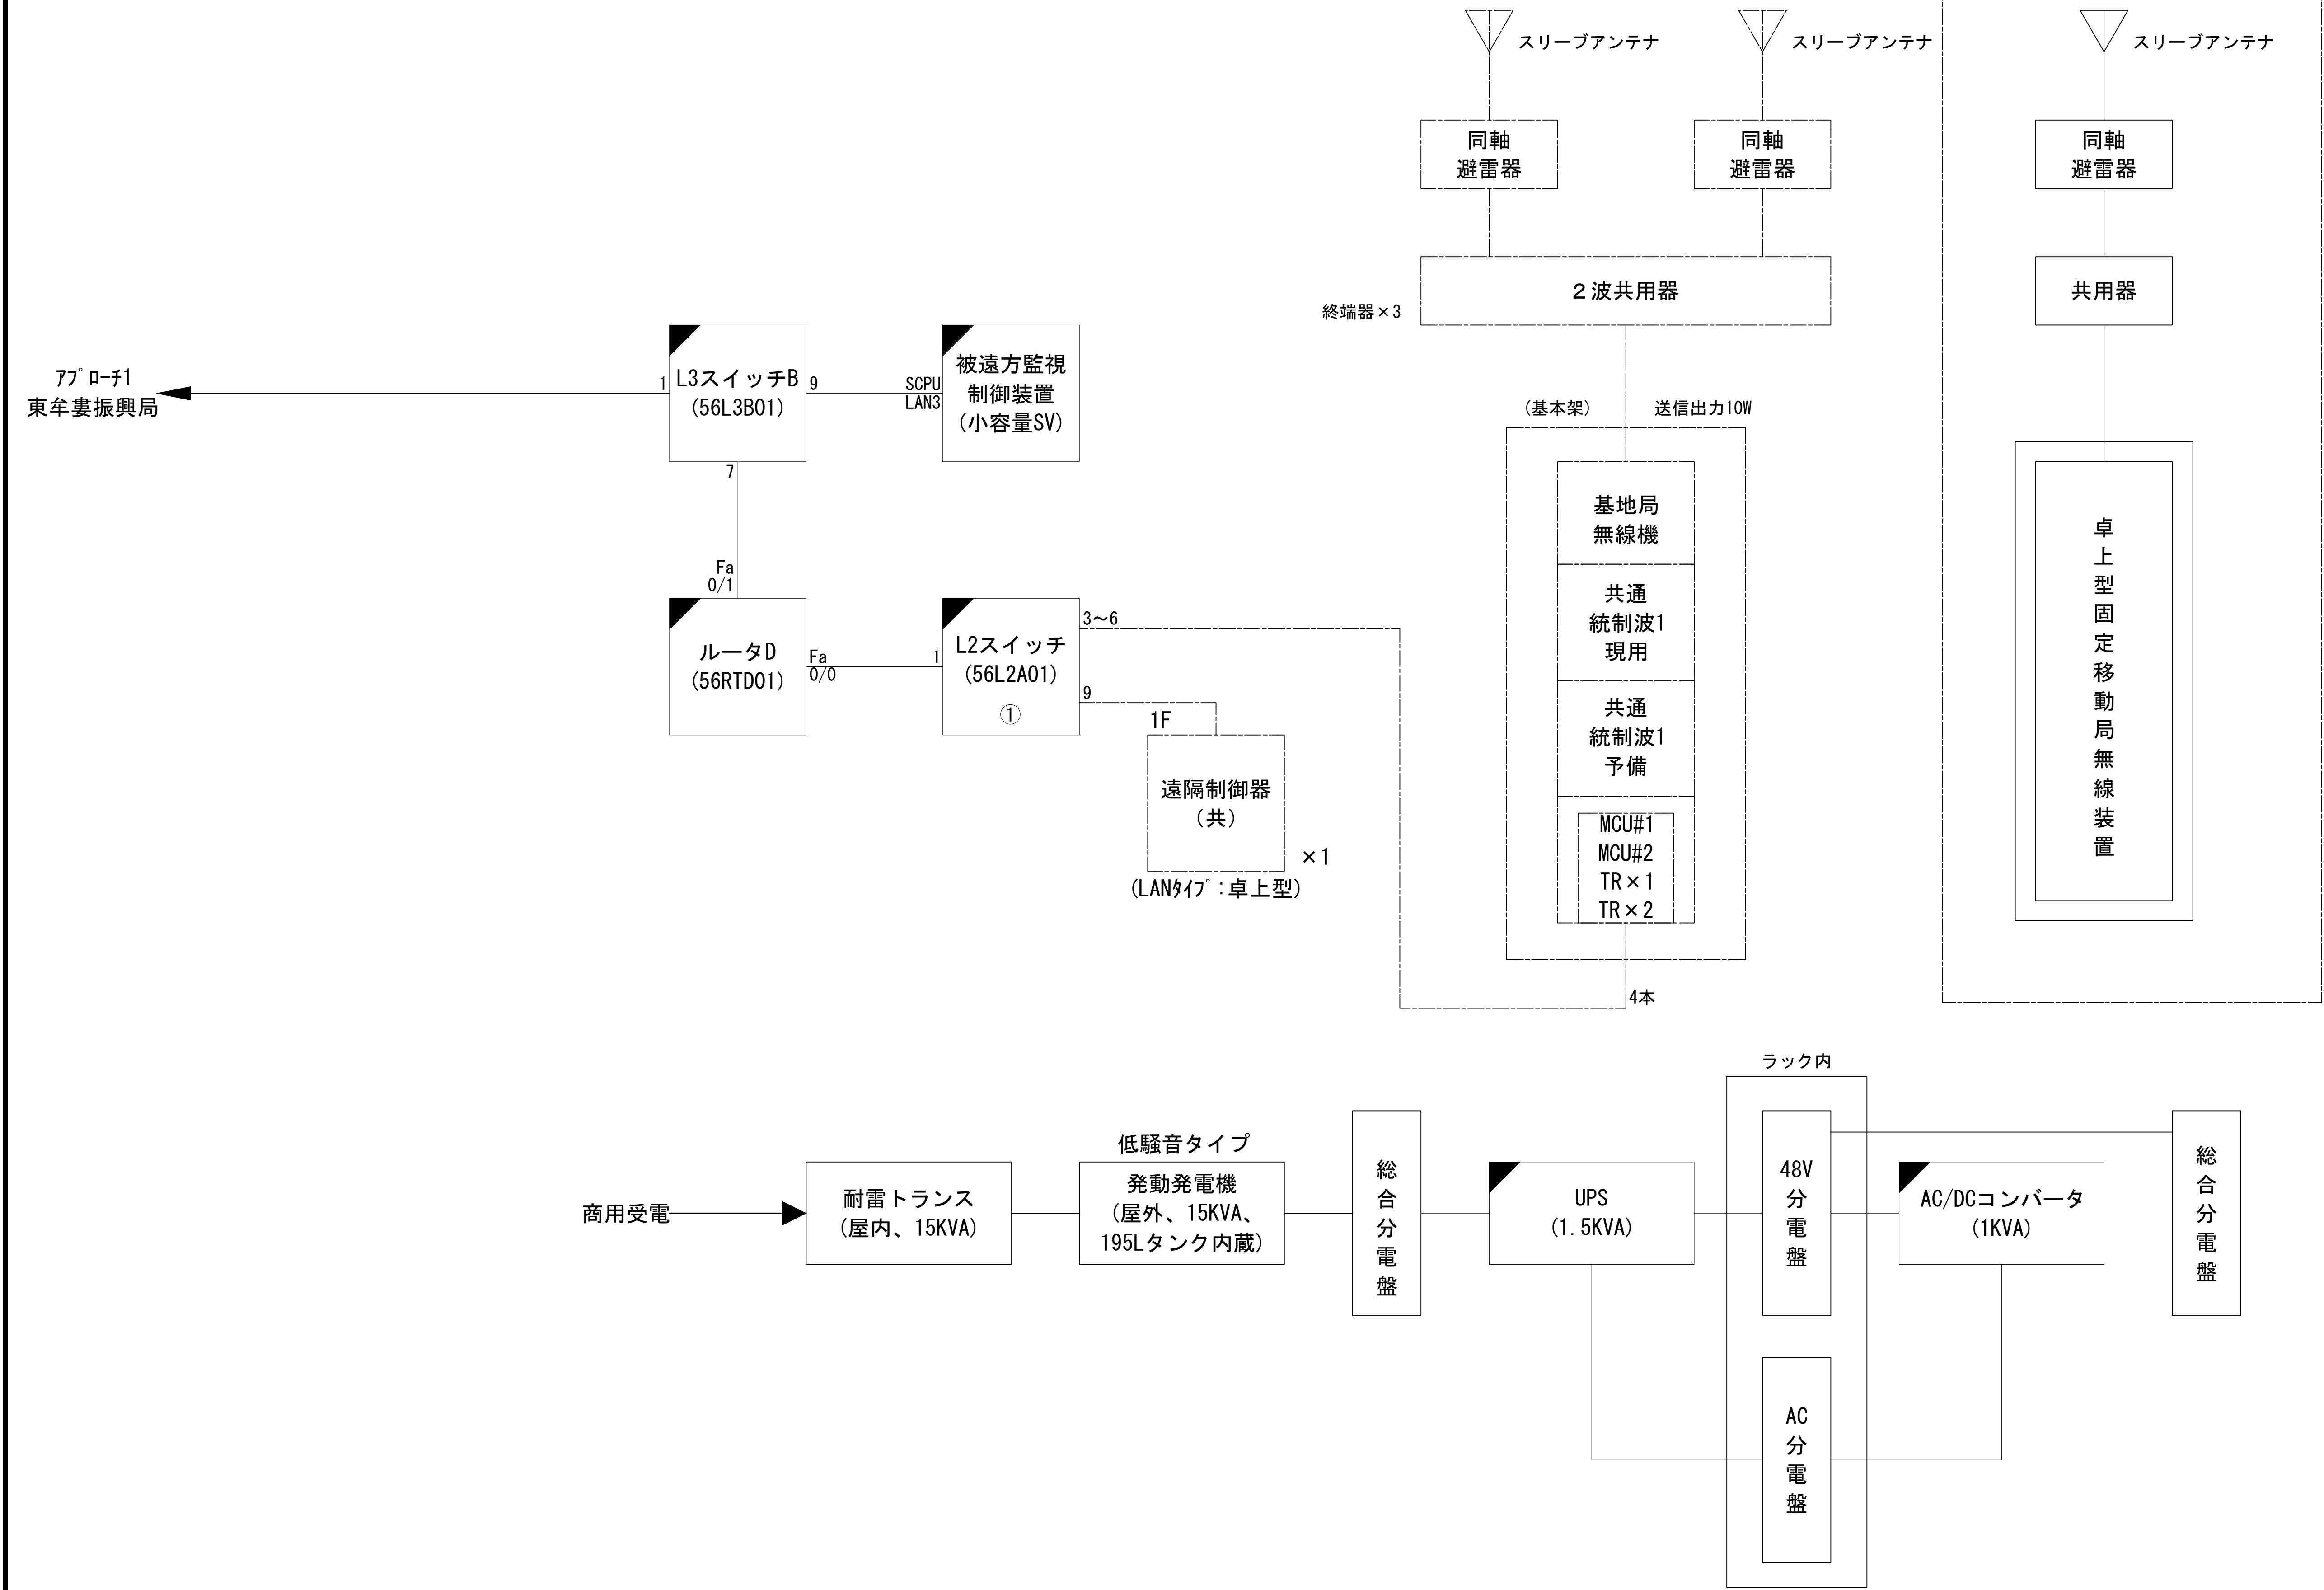 スリーブアンテナ
スリーブアンテナ
スリーブアンテナ
同軸
避雷器
同軸
避雷器
同軸
避雷器
２波共用器
終端器×3
共用器
ｱﾌﾟﾛｰﾁ1
東牟婁振興局
1
L3スイッチB
(56L3B01)
9
7
SCPU
LAN3
被遠方監視
制御装置
(小容量SV)
(基本架)
送信出力10W
基地局
無線機
共通
統制波1
現用
共通
統制波1
予備
MCU#1
MCU#2
TR×1
TR×2
4本
卓上型固定移動局無線装置
Fa
0/1
ルータD
(56RTD01)
Fa
0/0
1
L2スイッチ
(56L2A01)
①
3～6
9
1F
遠隔制御器
(共)
×1
(LANﾀｲﾌﾟ:卓上型)
ラック内
商用受電
耐雷トランス
(屋内、15KVA)
低騒音タイプ
発動発電機
(屋外、15KVA、
195Lタンク内蔵)
総合分電盤
UPS
(1.5KVA)
48V
分電盤
AC/DCコンバータ
(1KVA)
総合分電盤
AC
分電盤